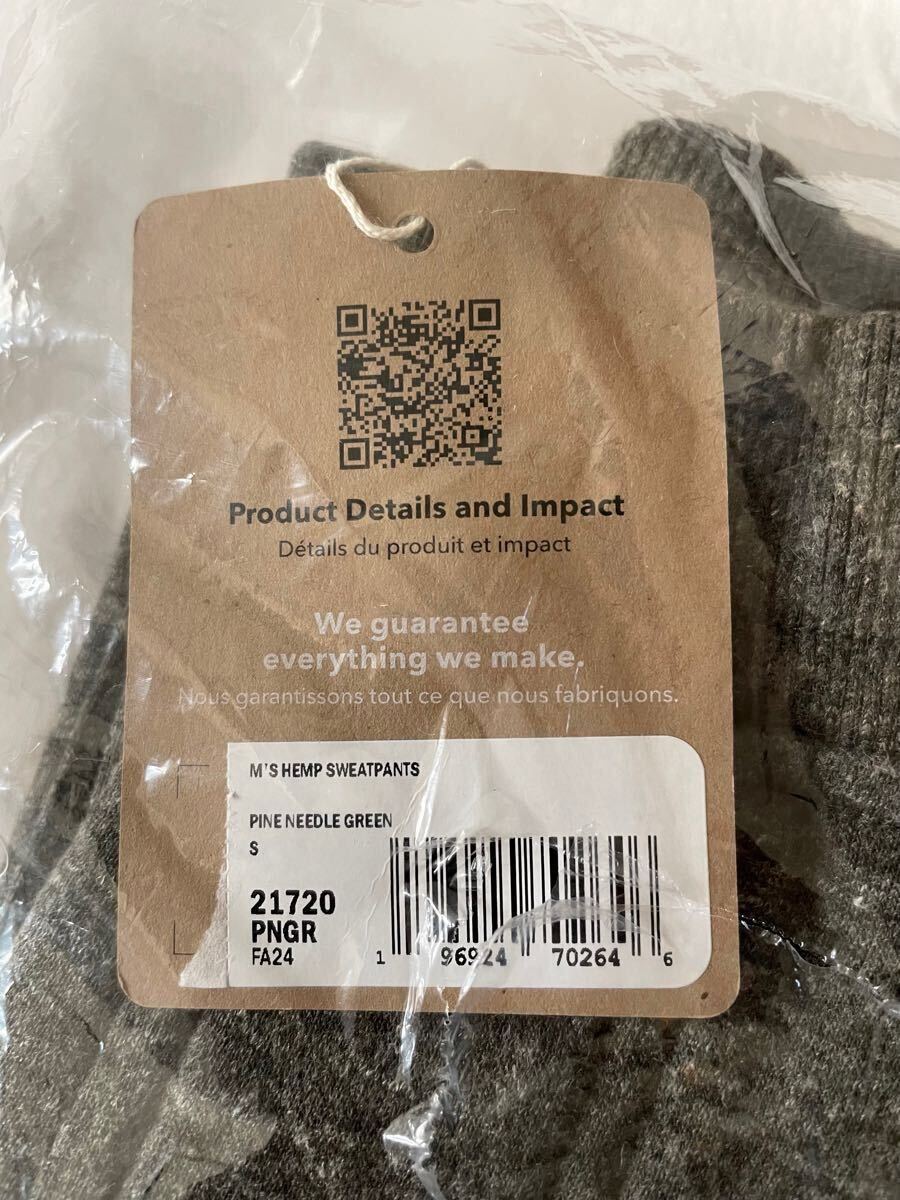 Product Details and Impact
Détails du produit et impact
We guarantee
everything we make.
Nous garantissons tout ce que nous fabriquons.
M'S HEMP SWEATPANTS
PINE NEEDLE GREEN
S
21720
PNGR
FA24
1 96924 70264 6